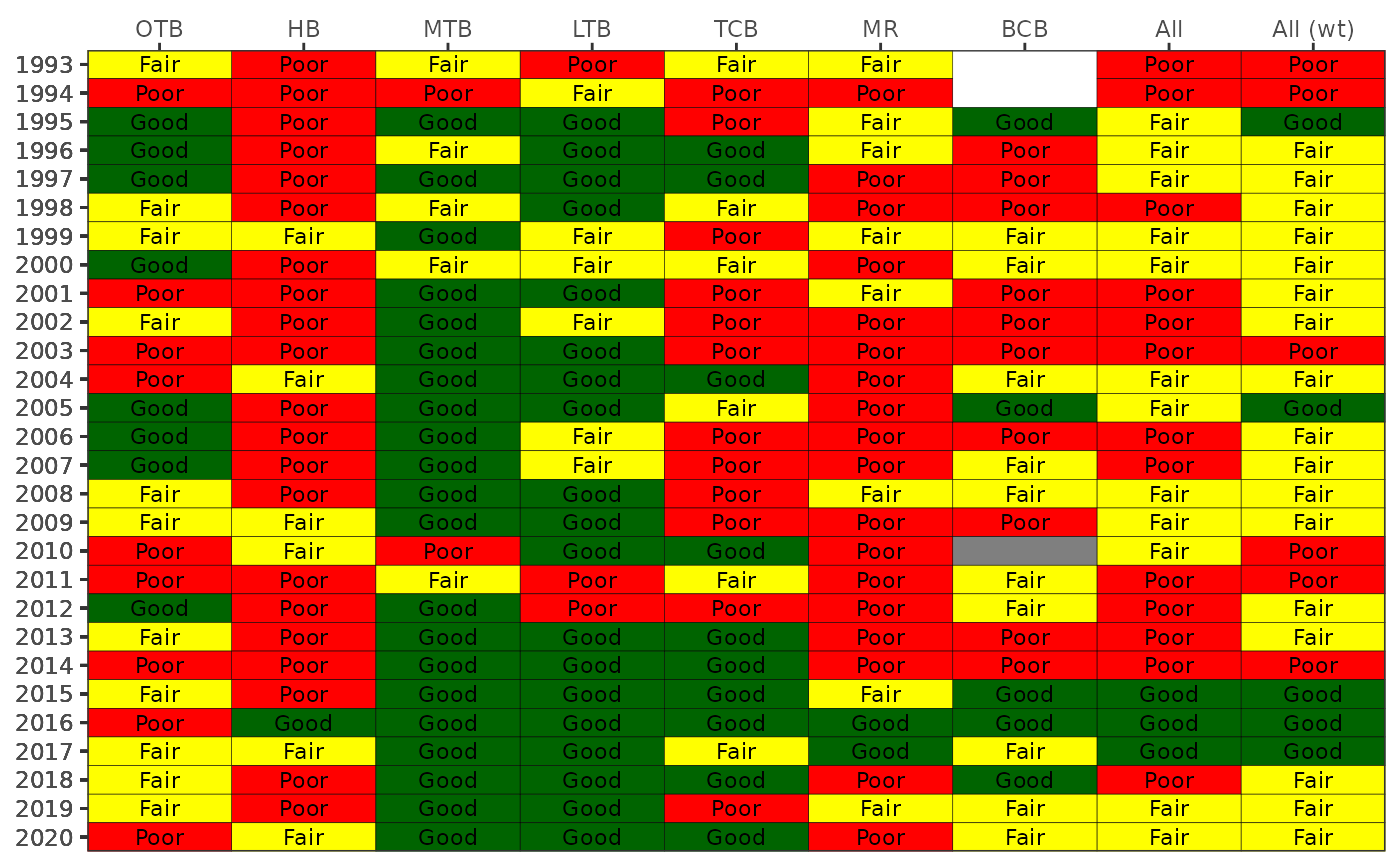 OTB HB MTB LTB TCB MR BCB All All (wt)
1993 Fair Poor Fair Poor Fair Fair Poor Poor
1994 Poor Poor Poor Fair Poor Poor Poor Poor
1995 Good Poor Good Good Poor Fair Good Fair Good
1996 Good Poor Fair Good Good Fair Poor Fair Fair
1997 Good Poor Good Good Good Poor Poor Fair Fair
1998 Fair Poor Fair Good Fair Poor Poor Poor Fair
1999 Fair Fair Good Fair Poor Fair Fair Fair Fair
2000 Good Poor Fair Fair Fair Poor Fair Fair Fair
2001 Poor Poor Good Good Poor Fair Poor Poor Fair
2002 Fair Poor Good Fair Poor Poor Poor Poor Fair
2003 Poor Poor Good Good Poor Poor Poor Poor Poor
2004 Poor Fair Good Good Good Poor Fair Fair Fair
2005 Good Poor Good Good Fair Poor Good Fair Good
2006 Good Poor Good Fair Poor Poor Poor Poor Fair
2007 Good Poor Good Fair Poor Poor Fair Poor Fair
2008 Fair Poor Good Good Poor Fair Fair Fair Fair
2009 Fair Fair Good Good Poor Poor Poor Fair Fair
2010 Poor Fair Poor Good Good Poor Fair Poor
2011 Poor Poor Fair Poor Fair Poor Fair Poor Poor
2012 Good Poor Good Poor Poor Poor Fair Poor Fair
2013 Fair Poor Good Good Good Poor Poor Poor Fair
2014 Poor Poor Good Good Good Poor Poor Poor Poor
2015 Fair Poor Good Good Good Fair Good Good Good
2016 Poor Good Good Good Good Good Good Good Good
2017 Fair Fair Good Good Fair Good Fair Good Good
2018 Fair Poor Good Good Good Poor Good Poor Fair
2019 Fair Poor Good Good Poor Fair Fair Fair Fair
2020 Poor Fair Good Good Good Poor Fair Fair Fair